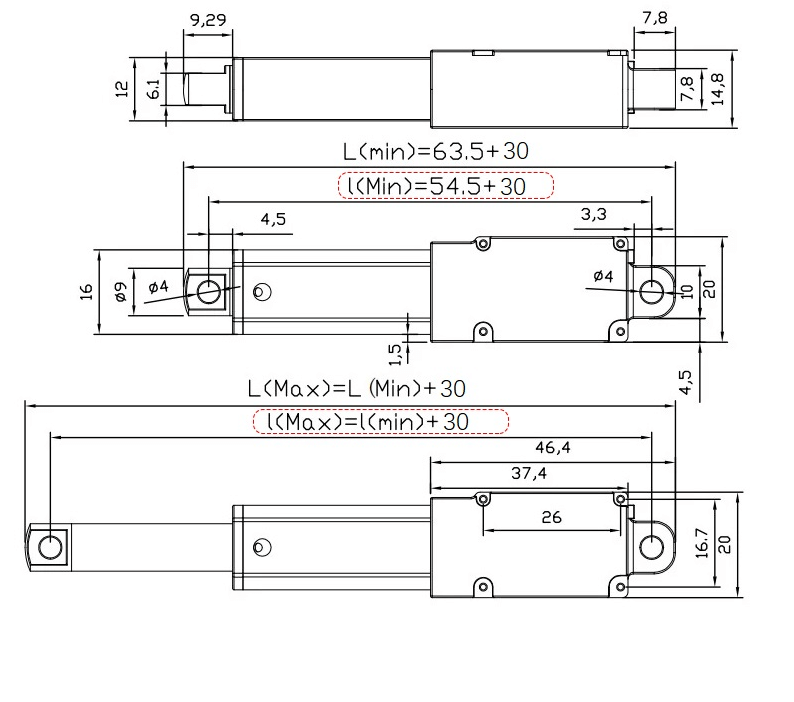 9,29
7,8
12
6.1
7,8
14,8
L(min)=63.5+30
l(Min)=54.5+30
4,5
3,3
16
ø9
ø4
ø4
10
20
1,5
4,5
L(Max)=L (Min)+30
l(Max)=l(min)+30
46,4
37,4
26
16.7
20